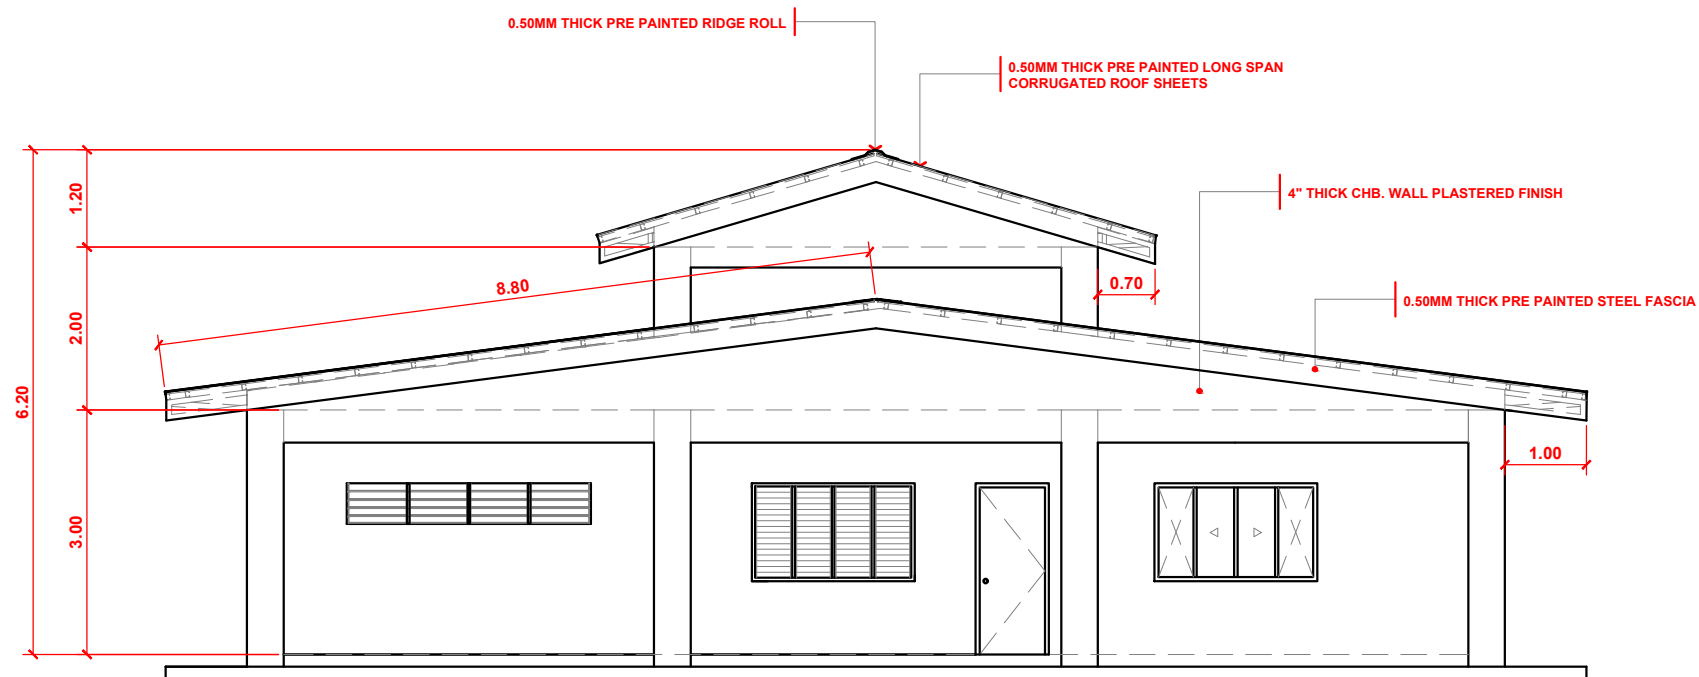 0.50MM THICK PRE PAINTED RIDGE ROLL
0.50MM THICK PRE PAINTED LONG SPAN
CORRUGATED ROOF SHEETS
4" THICK CHB. WALL PLASTERED FINISH
1.20
8.80
0.70
0.50MM THICK PRE PAINTED STEEL FASCIA
2.00
6.20
1.00
3.00